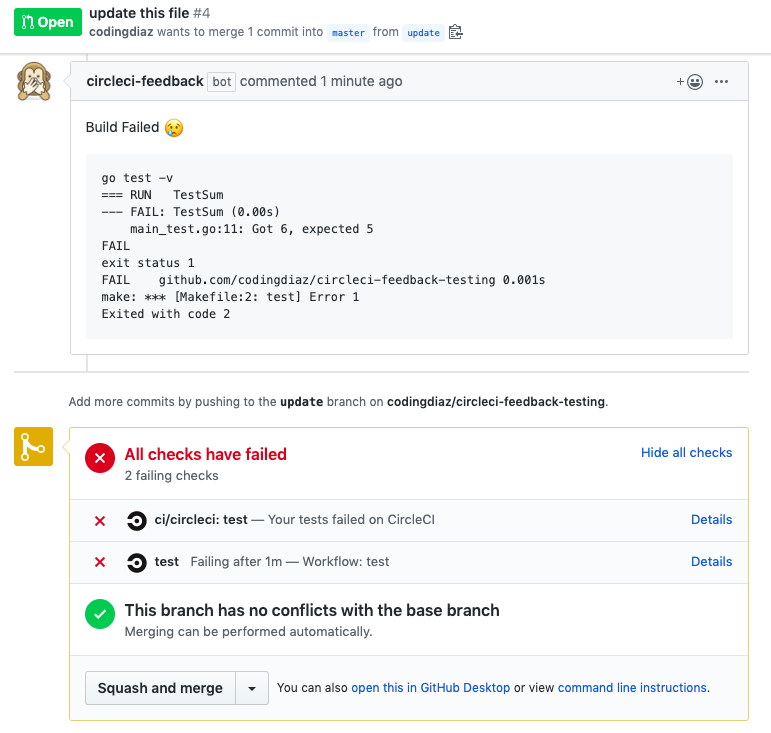 Open
update this file #4
codingdiaz wants to merge 1 commit into master from update
circleci-feedback bot commented 1 minute ago
Build Failed 😢
go test -v
=== RUN   TestSum
--- FAIL: TestSum (0.00s)
    main_test.go:11: Got 6, expected 5
FAIL
exit status 1
FAIL    github.com/codingdiaz/circleci-feedback-testing 0.001s
make: *** [Makefile:2: test] Error 1
Exited with code 2
Add more commits by pushing to the update branch on codingdiaz/circleci-feedback-testing.
All checks have failed
Hide all checks
2 failing checks
ci/circleci: test — Your tests failed on CircleCI
Details
test Failing after 1m — Workflow: test
Details
This branch has no conflicts with the base branch
Merging can be performed automatically.
Squash and merge
You can also open this in GitHub Desktop or view command line instructions.